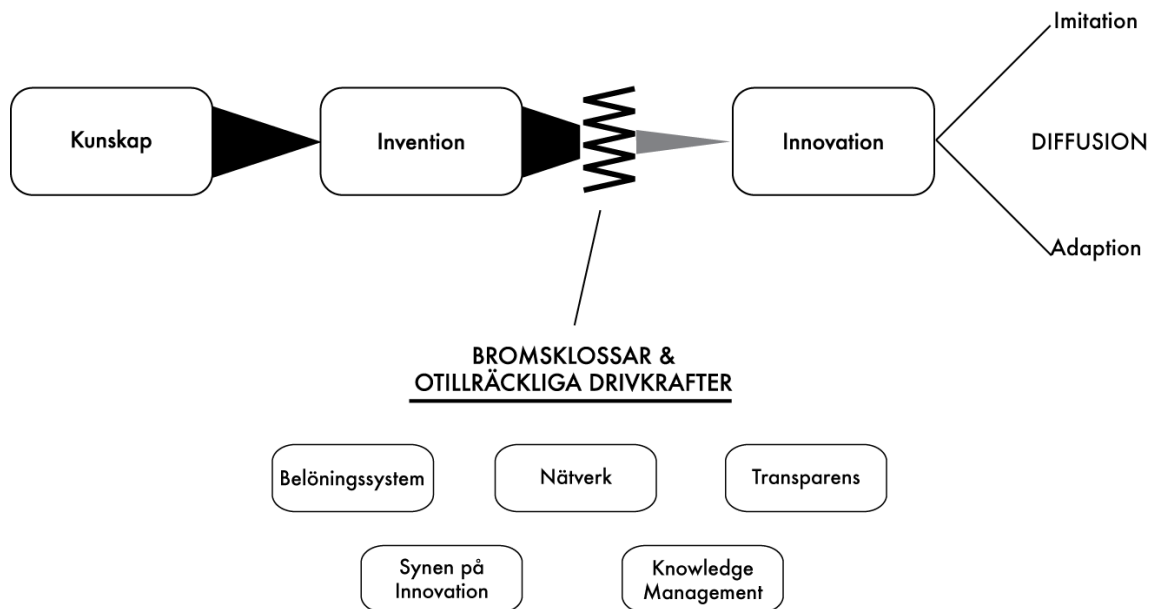 Imitation
Kunskap
Invention
Innovation
DIFFUSION
Adaption
BROMSKLOSSAR &
OTILLRÄCKLIGA DRIVKRAFTER
Belöningssystem
Nätverk
Transparens
Synen på
Innovation
Knowledge
Management